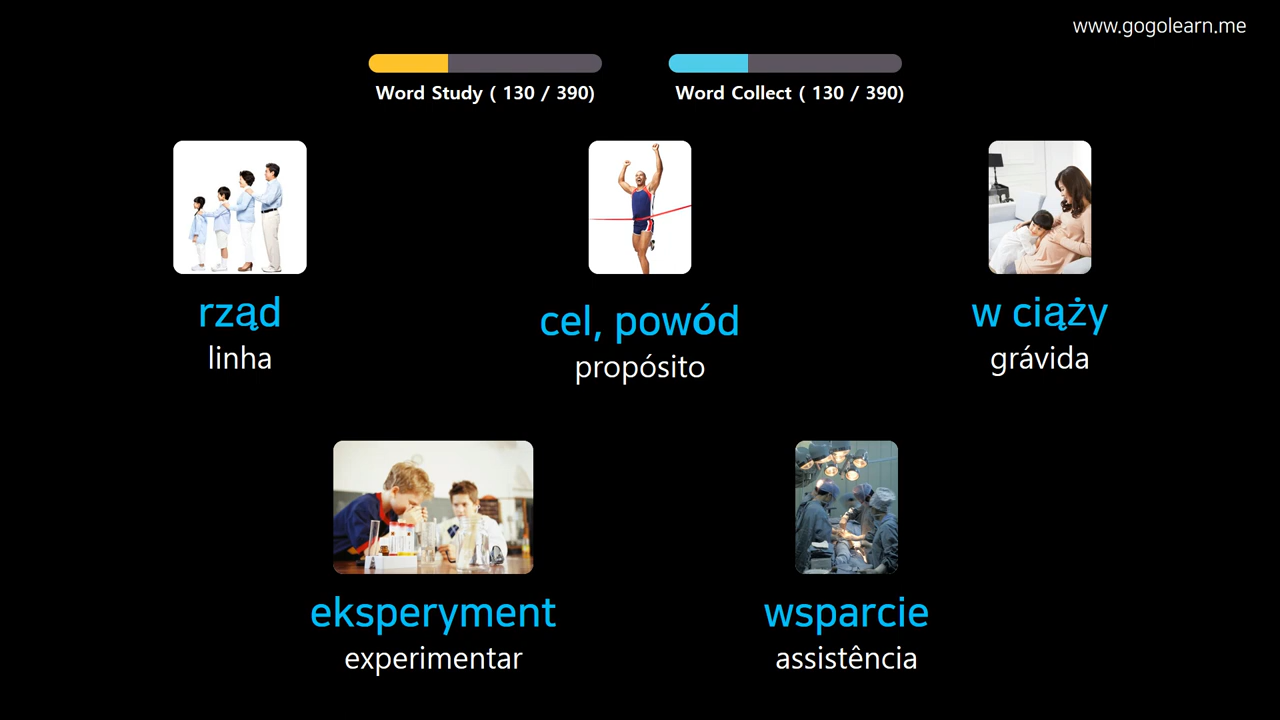 www.gogolearn.me
Word Study ( 130 / 390)
Word Collect ( 130 / 390)
rząd
linha
cel, powód
propósito
w ciąży
grávida
eksperyment
experimentar
wsparcie
assistência